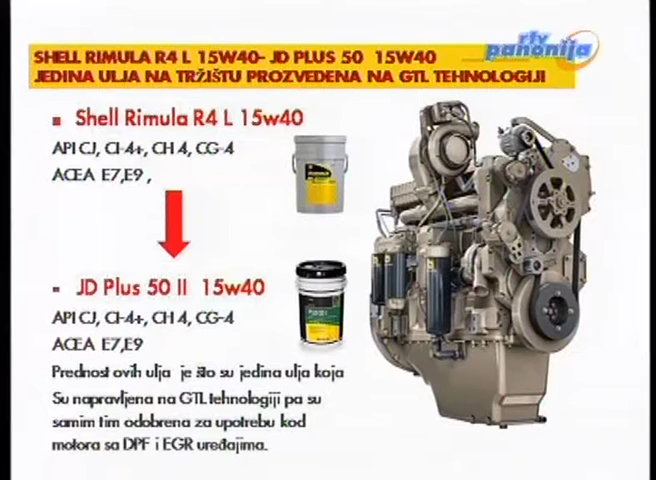 rtv
panonija
SHELL RIMULA R4 L 15W40- JD PLUS 50 15W40
JEDINA ULJA NA TRŽIŠTU PROZVEDENA NA GTL TEHNOLOGIJI
Shell Rimula R4 L 15w40
API CJ, CI-4+, CH 4, CG-4
ACEA E7,E9 ,
JD Plus 50 II 15w40
API CJ, CI-4+, CH 4, CG-4
ACEA E7,E9
Prednost ovih ulja je što su jedina ulja koja
Su napravljena na GTL tehnologiji pa su
samim tim odobrena za upotrebu kod
motora sa DPF i EGR uređajima.